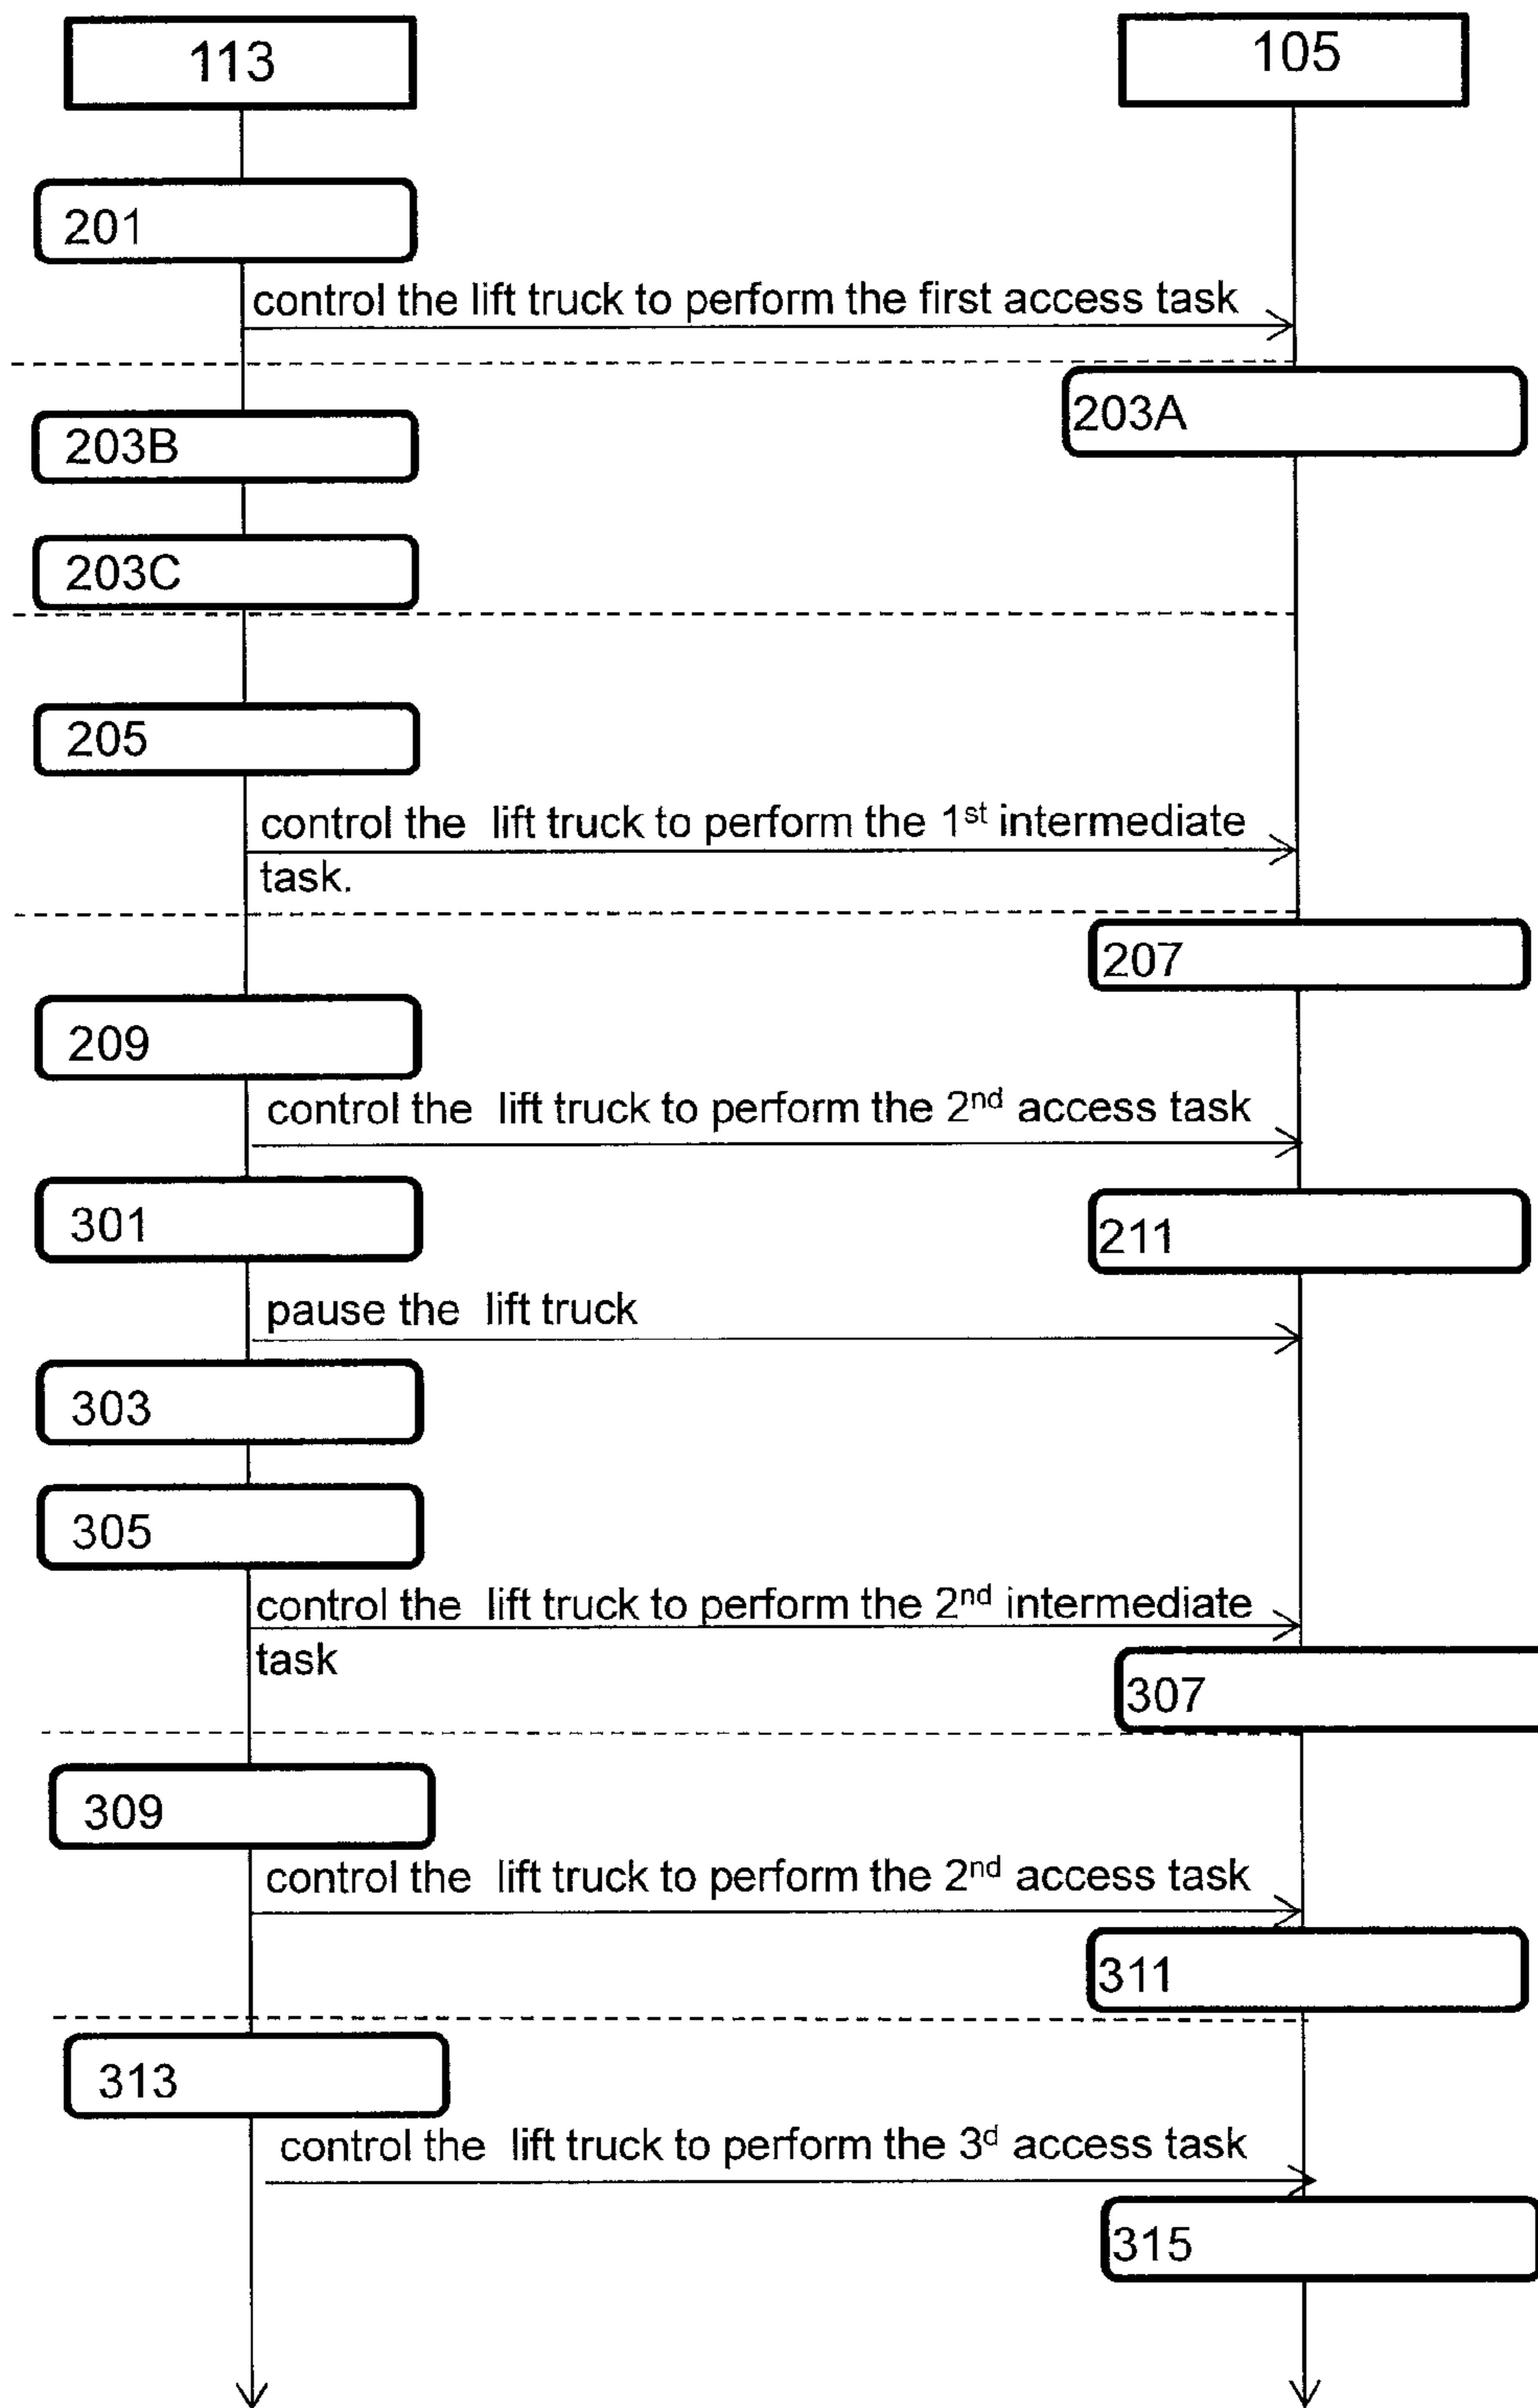 113
105
201
control the lift truck to perform the first access task
203A
203B
203C
205
control the lift truck to perform the 1st intermediate
task.
207
209
control the lift truck to perform the 2nd access task
301
211
pause the lift truck
303
305
control the lift truck to perform the 2nd intermediate
task
307
309
control the lift truck to perform the 2nd access task
311
313
control the lift truck to perform the 3d access task
315